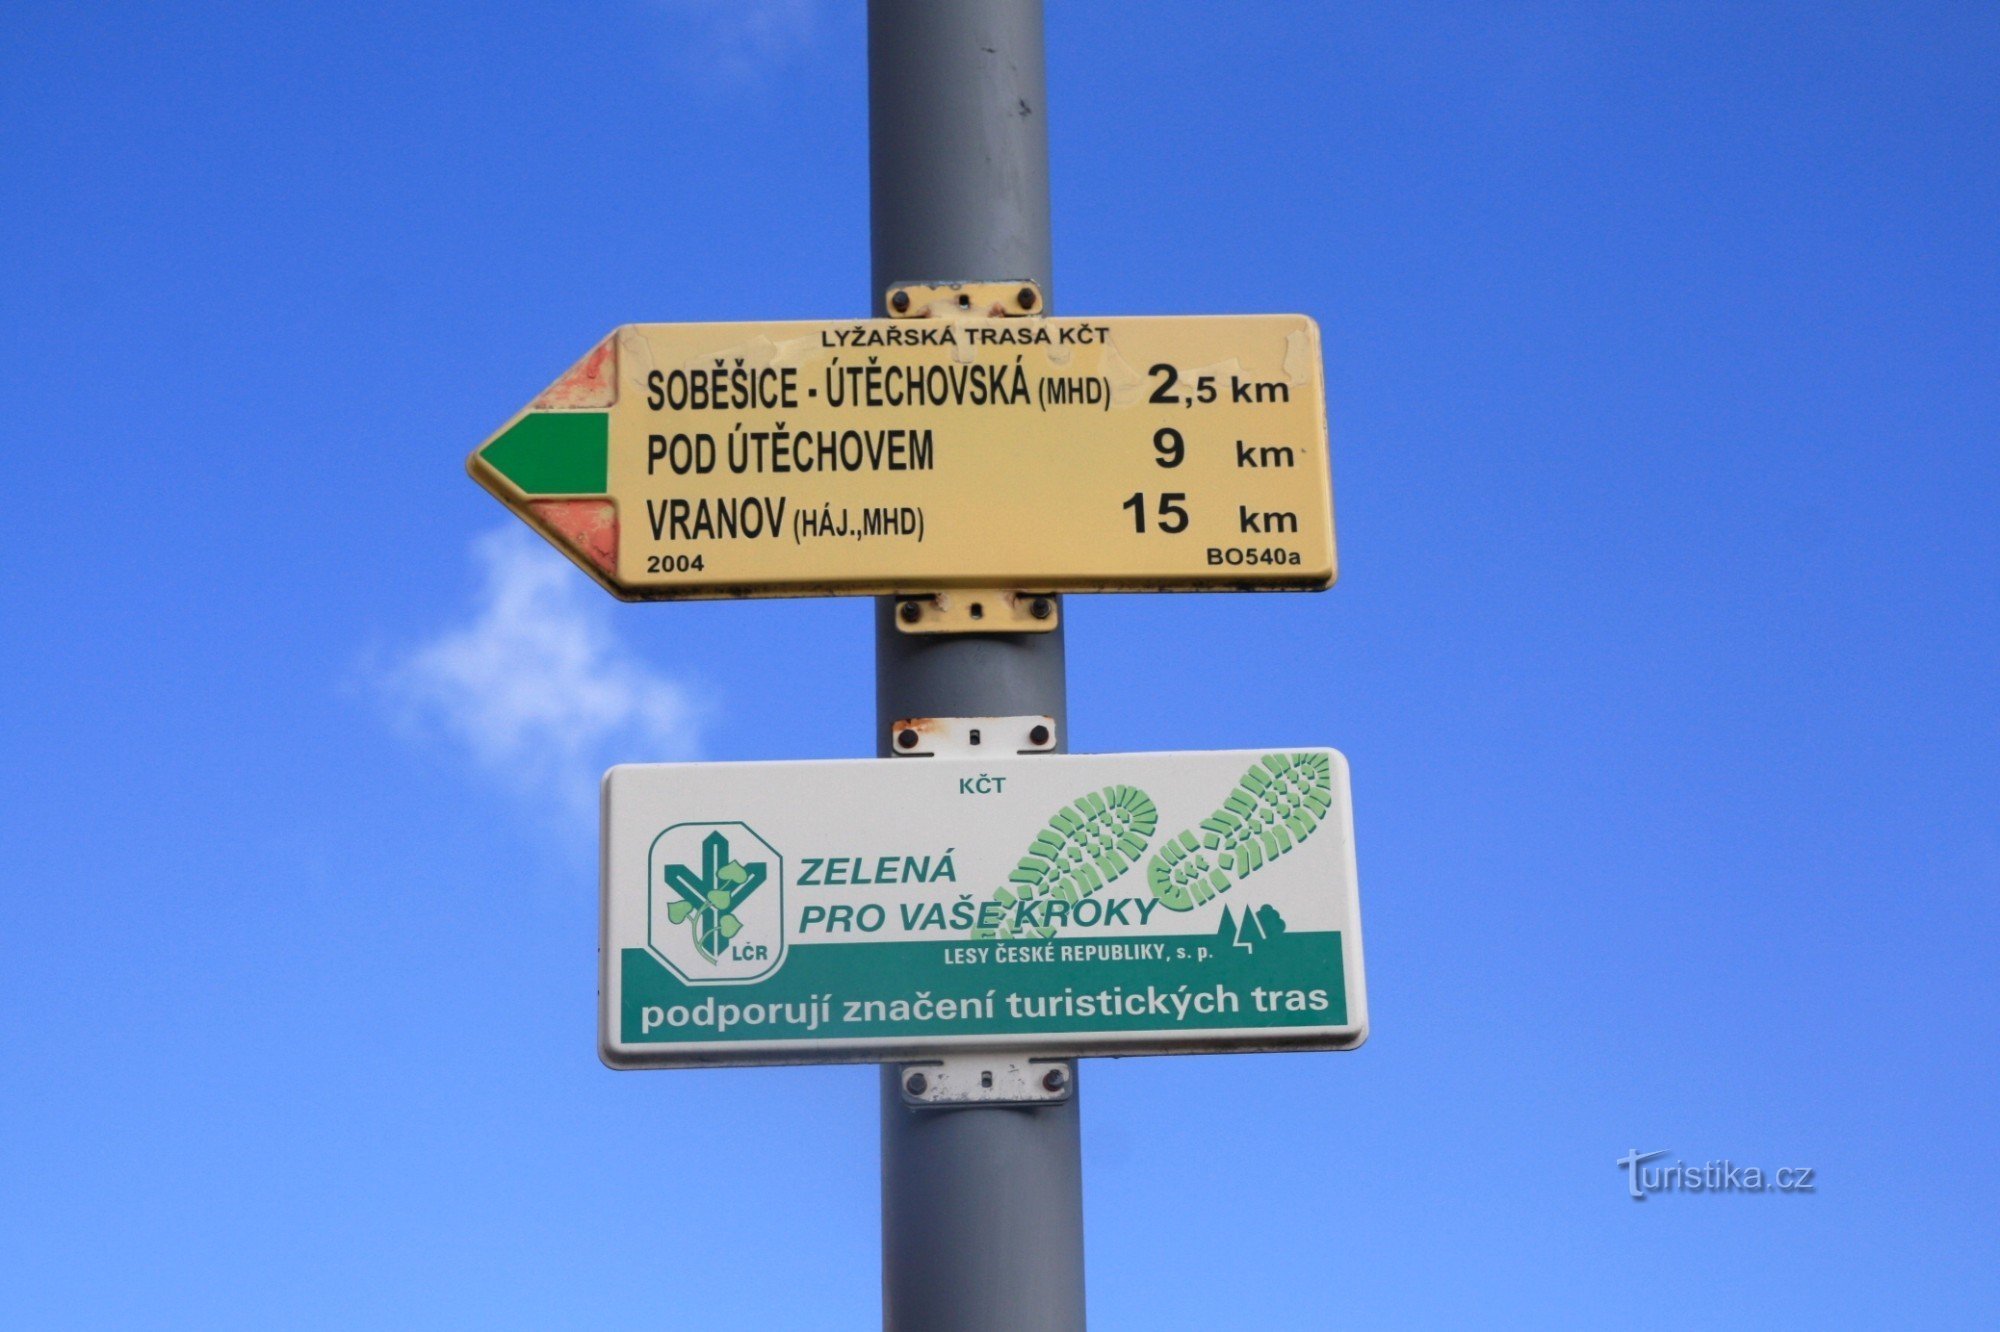 LYŽAŘSKÁ TRASA KČT
SOBĚŠICE - ÚTĚCHOVSKÁ (MHD) 2,5 km
POD ÚTĚCHOVEM 9 km
VRANOV (HÁJ.,MHD) 15 km
2004 BO540a
KČT
ZELENÁ
PRO VAŠE KROKY
LČR
LESY ČESKÉ REPUBLIKY, s. p.
podporují značení turistických tras
Turistika.cz